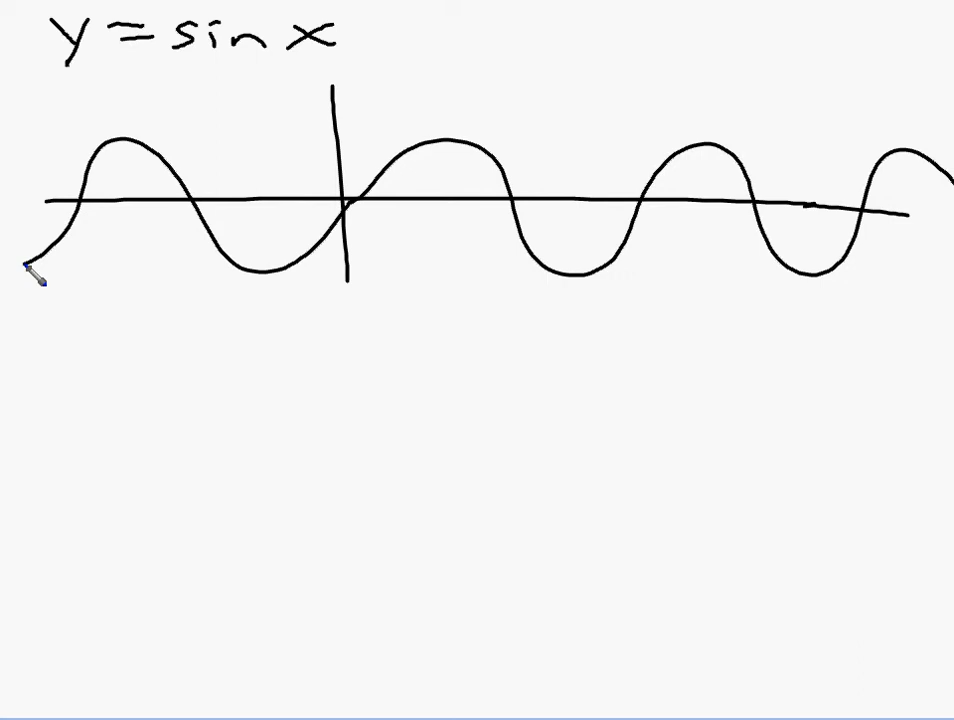 y = sin x